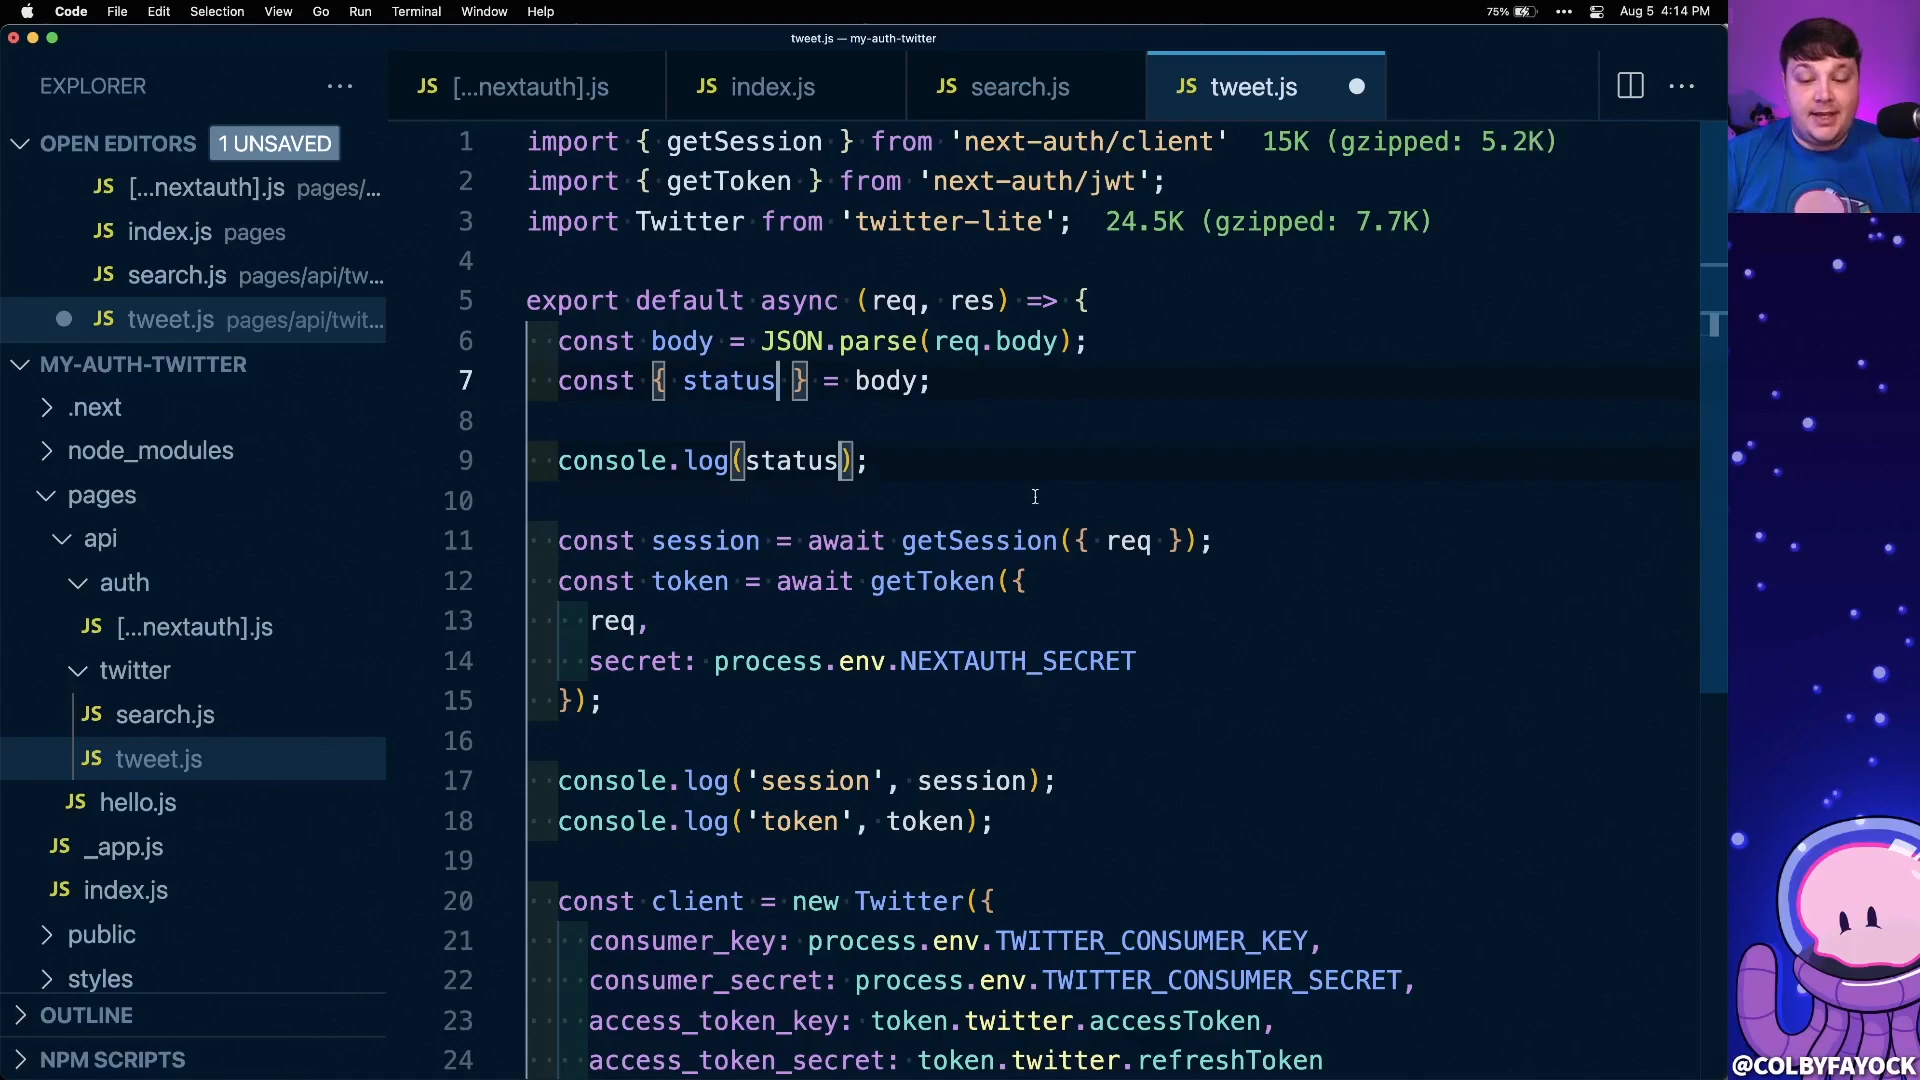 Code File Edit Selection View Go Run Terminal Window Help 75% Aug 5 4:14 PM
tweet.js — my-auth-twitter
EXPLORER
JS [...nextauth].js JS index.js JS search.js JS tweet.js
OPEN EDITORS 1 UNSAVED
JS [...nextauth].js pages/...
JS index.js pages
JS search.js pages/api/tw...
JS tweet.js pages/api/twit...
MY-AUTH-TWITTER
.next
node_modules
pages
api
auth
JS [...nextauth].js
twitter
JS search.js
JS tweet.js
JS hello.js
JS _app.js
JS index.js
public
styles
OUTLINE
NPM SCRIPTS
1 import { getSession } from 'next-auth/client' 15K (gzipped: 5.2K)
2 import { getToken } from 'next-auth/jwt';
3 import Twitter from 'twitter-lite'; 24.5K (gzipped: 7.7K)
4
5 export default async (req, res) => {
6 const body = JSON.parse(req.body);
7 const { status } = body;
8
9 console.log(status);
10
11 const session = await getSession({ req });
12 const token = await getToken({
13 req,
14 secret: process.env.NEXTAUTH_SECRET
15 });
16
17 console.log('session', session);
18 console.log('token', token);
19
20 const client = new Twitter({
21 consumer_key: process.env.TWITTER_CONSUMER_KEY,
22 consumer_secret: process.env.TWITTER_CONSUMER_SECRET,
23 access_token_key: token.twitter.accessToken,
24 access_token_secret: token.twitter.refreshToken
@COLBYFAYOCK